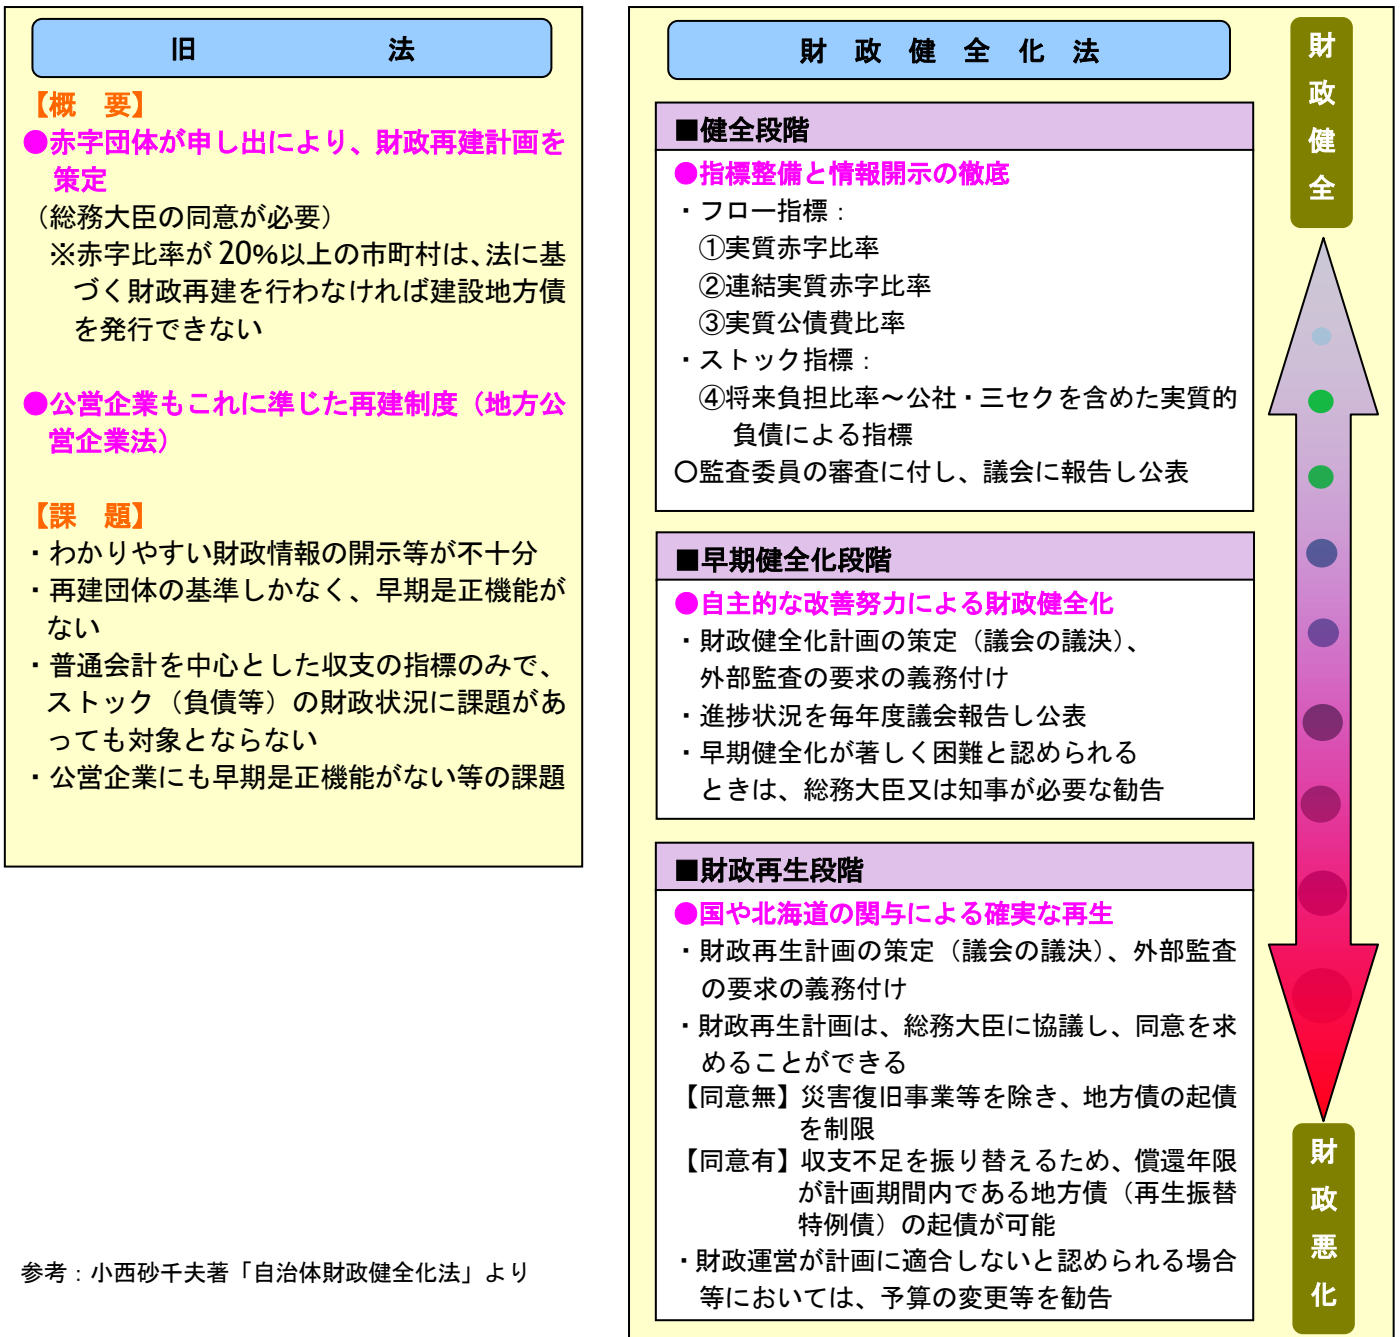 旧　法
【概　要】
●赤字団体が申し出により、財政再建計画を
策定
（総務大臣の同意が必要）
※赤字比率が 20%以上の市町村は、法に基
づく財政再建を行わなければ建設地方債
を発行できない
●公営企業もこれに準じた再建制度（地方公
営企業法）
【課　題】
・わかりやすい財政情報の開示等が不十分
・再建団体の基準しかなく、早期是正機能が
ない
・普通会計を中心とした収支の指標のみで、
ストック（負債等）の財政状況に課題があ
っても対象とならない
・公営企業にも早期是正機能がない等の課題
参考：小西砂千夫著「自治体財政健全化法」より
財 政 健 全 化 法
■健全段階
●指標整備と情報開示の徹底
・フロー指標：
①実質赤字比率
②連結実質赤字比率
③実質公債費比率
・ストック指標：
④将来負担比率～公社・三セクを含めた実質的
負債による指標
〇監査委員の審査に付し、議会に報告し公表
■早期健全化段階
●自主的な改善努力による財政健全化
・財政健全化計画の策定（議会の議決）、
外部監査の要求の義務付け
・進捗状況を毎年度議会報告し公表
・早期健全化が著しく困難と認められる
ときは、総務大臣又は知事が必要な勧告
■財政再生段階
●国や北海道の関与による確実な再生
・財政再生計画の策定（議会の議決）、外部監査
の要求の義務付け
・財政再生計画は、総務大臣に協議し、同意を求
めることができる
【同意無】災害復旧事業等を除き、地方債の起債
を制限
【同意有】収支不足を振り替えるため、償還年限
が計画期間内である地方債（再生振替
特例債）の起債が可能
・財政運営が計画に適合しないと認められる場合
等においては、予算の変更等を勧告
財政健全
財政悪化